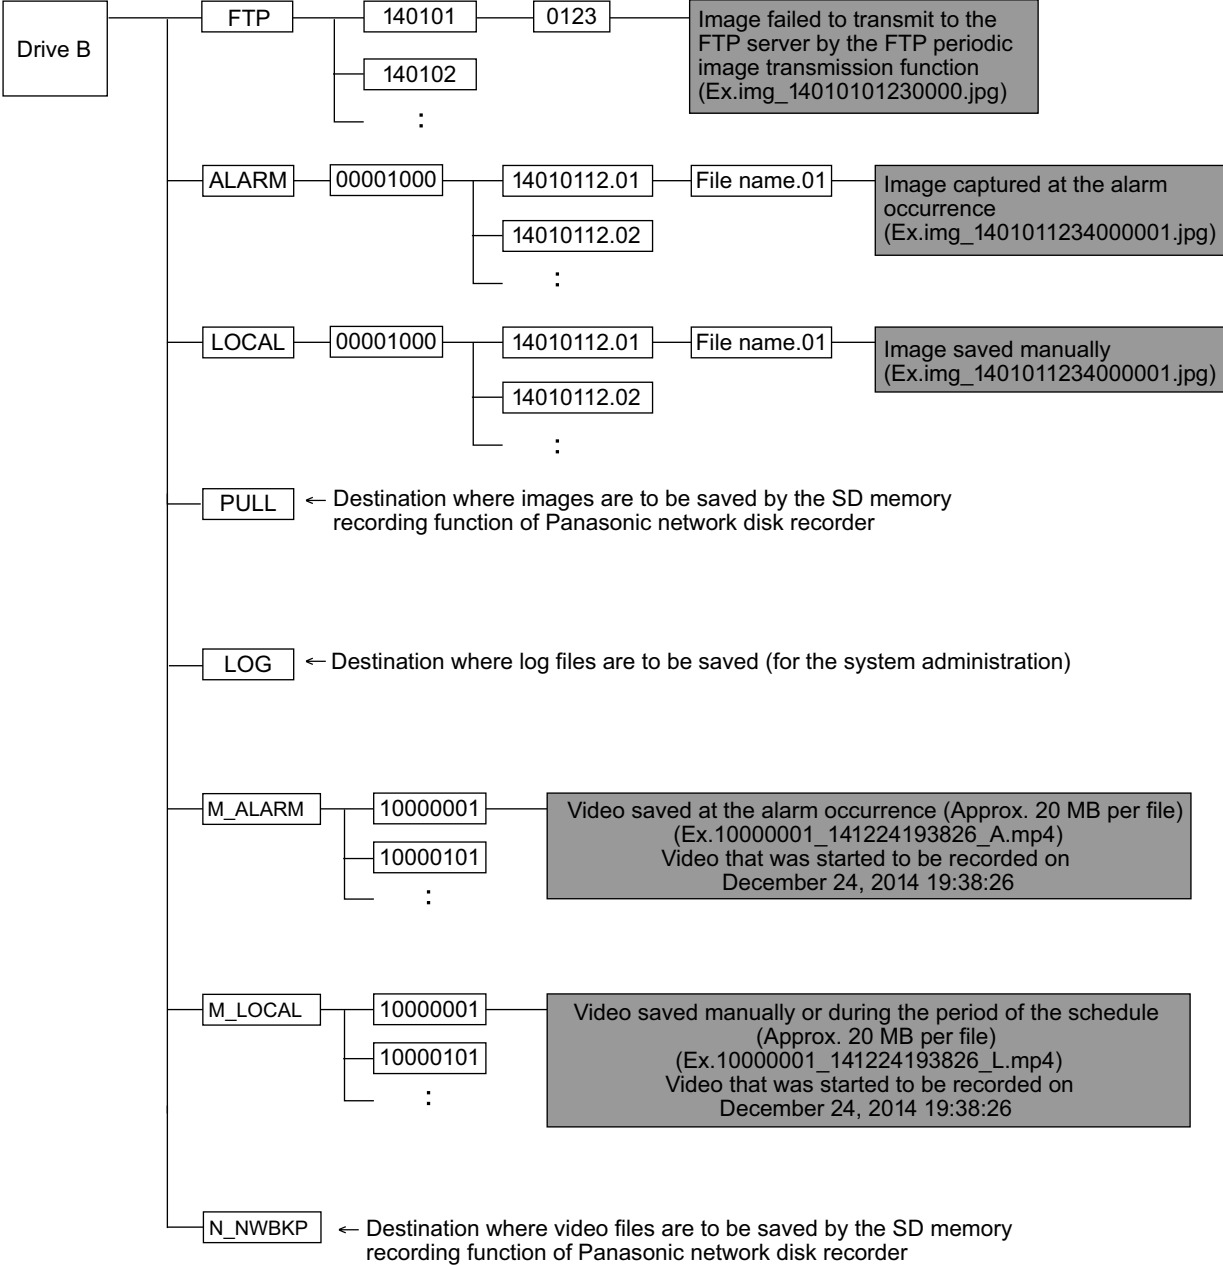 Drive B
FTP
140101
0123
Image failed to transmit to the
FTP server by the FTP periodic
image transmission function
(Ex.img_14010101230000.jpg)
140102
:
ALARM
00001000
14010112.01
File name.01
Image captured at the alarm
occurrence
(Ex.img_1401011234000001.jpg)
14010112.02
:
LOCAL
00001000
14010112.01
File name.01
Image saved manually
(Ex.img_1401011234000001.jpg)
14010112.02
:
PULL
← Destination where images are to be saved by the SD memory
recording function of Panasonic network disk recorder
LOG
← Destination where log files are to be saved (for the system administration)
M_ALARM
10000001
Video saved at the alarm occurrence (Approx. 20 MB per file)
(Ex.10000001_141224193826_A.mp4)
Video that was started to be recorded on
December 24, 2014 19:38:26
10000101
:
M_LOCAL
10000001
Video saved manually or during the period of the schedule
(Approx. 20 MB per file)
(Ex.10000001_141224193826_L.mp4)
Video that was started to be recorded on
December 24, 2014 19:38:26
10000101
:
N_NWBKP
← Destination where video files are to be saved by the SD memory
recording function of Panasonic network disk recorder